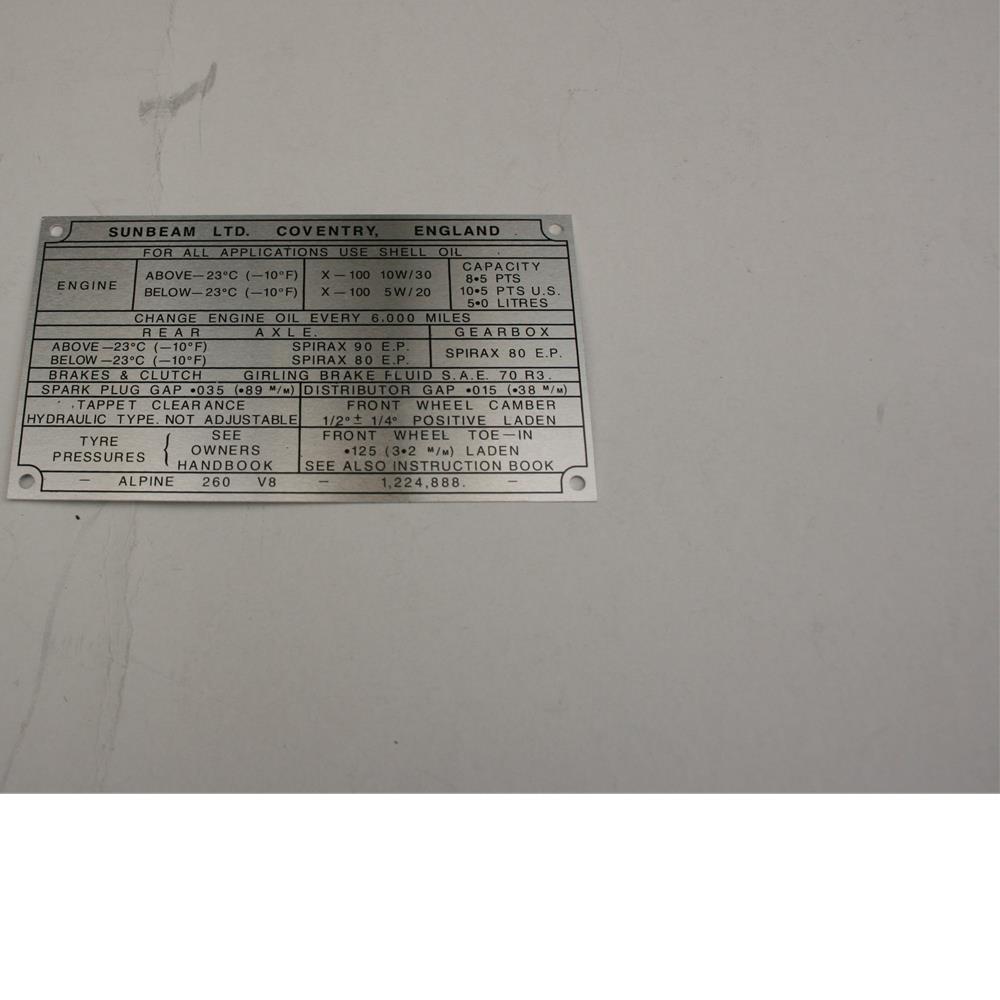 SUNBEAM LTD. COVENTRY, ENGLAND
FOR ALL APPLICATIONS USE SHELL OIL
ENGINE
ABOVE—23°C (—10°F)
BELOW—23°C (—10°F)
X—100 10W/30
X—100 5W/20
CAPACITY
8•5 PTS
10•5 PTS U.S.
5•0 LITRES
CHANGE ENGINE OIL EVERY 6,000 MILES
REAR AXLE.
ABOVE—23°C (—10°F) SPIRAX 90 E.P.
BELOW—23°C (—10°F) SPIRAX 80 E.P.
GEARBOX
SPIRAX 80 E.P.
BRAKES & CLUTCH GIRLING BRAKE FLUID S.A.E. 70 R3.
SPARK PLUG GAP •035 (•89 M/M)
DISTRIBUTOR GAP •015 (•38 M/M)
TAPPET CLEARANCE
HYDRAULIC TYPE. NOT ADJUSTABLE
FRONT WHEEL CAMBER
1/2° ± 1/4° POSITIVE LADEN
TYRE
PRESSURES
{ SEE
OWNERS
HANDBOOK
FRONT WHEEL TOE—IN
•125 (3•2 M/M) LADEN
SEE ALSO INSTRUCTION BOOK
— ALPINE 260 V8 — 1,224,888. —